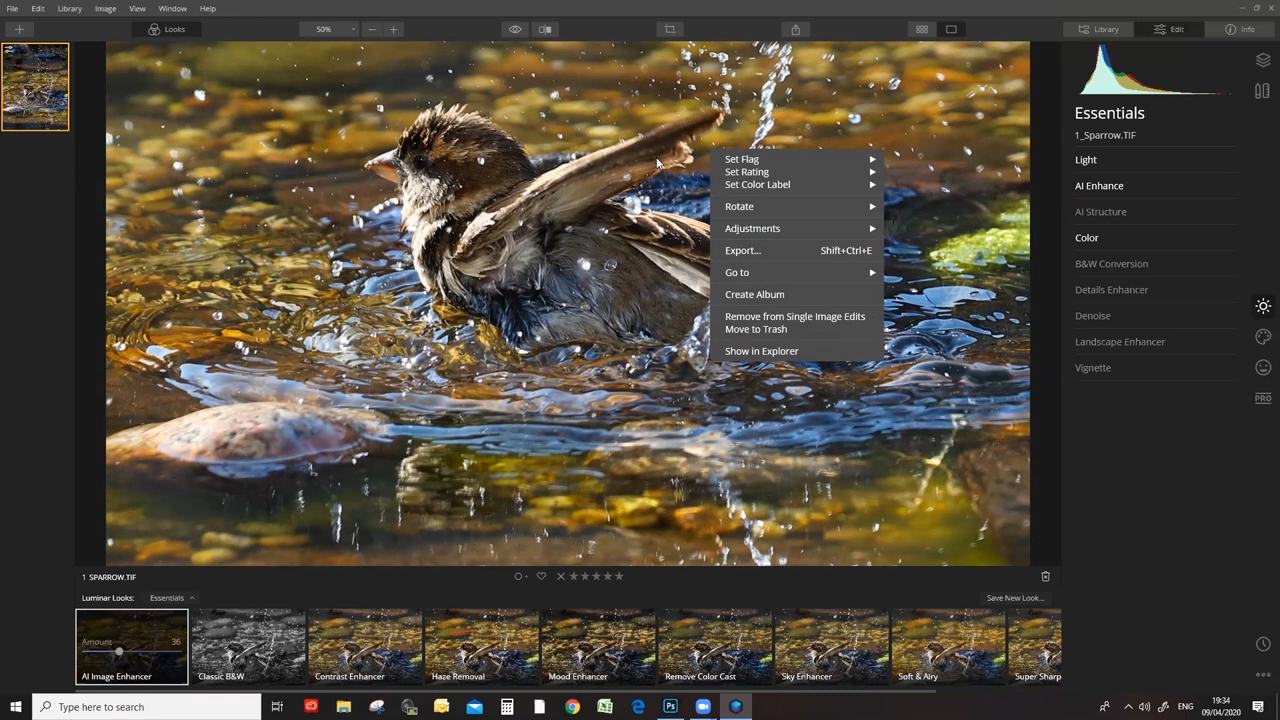 File Edit Library Image View Window Help
Looks 50% Library Edit Info
Essentials
1_Sparrow.TIF
Light
AI Enhance
AI Structure
Color
B&W Conversion
Details Enhancer
Denoise
Landscape Enhancer
Vignette
PRO
Set Flag
Set Rating
Set Color Label
Rotate
Adjustments
Export... Shift+Ctrl+E
Go to
Create Album
Remove from Single Image Edits
Move to Trash
Show in Explorer
1_SPARROW.TIF
Luminar Looks: Essentials Save New Look...
Amount 36
AI Image Enhancer Classic B&W Contrast Enhancer Haze Removal Mood Enhancer Remove Color Cast Sky Enhancer Soft & Airy Super Sharp
Type here to search Ps ENG 19:34
09/04/2020